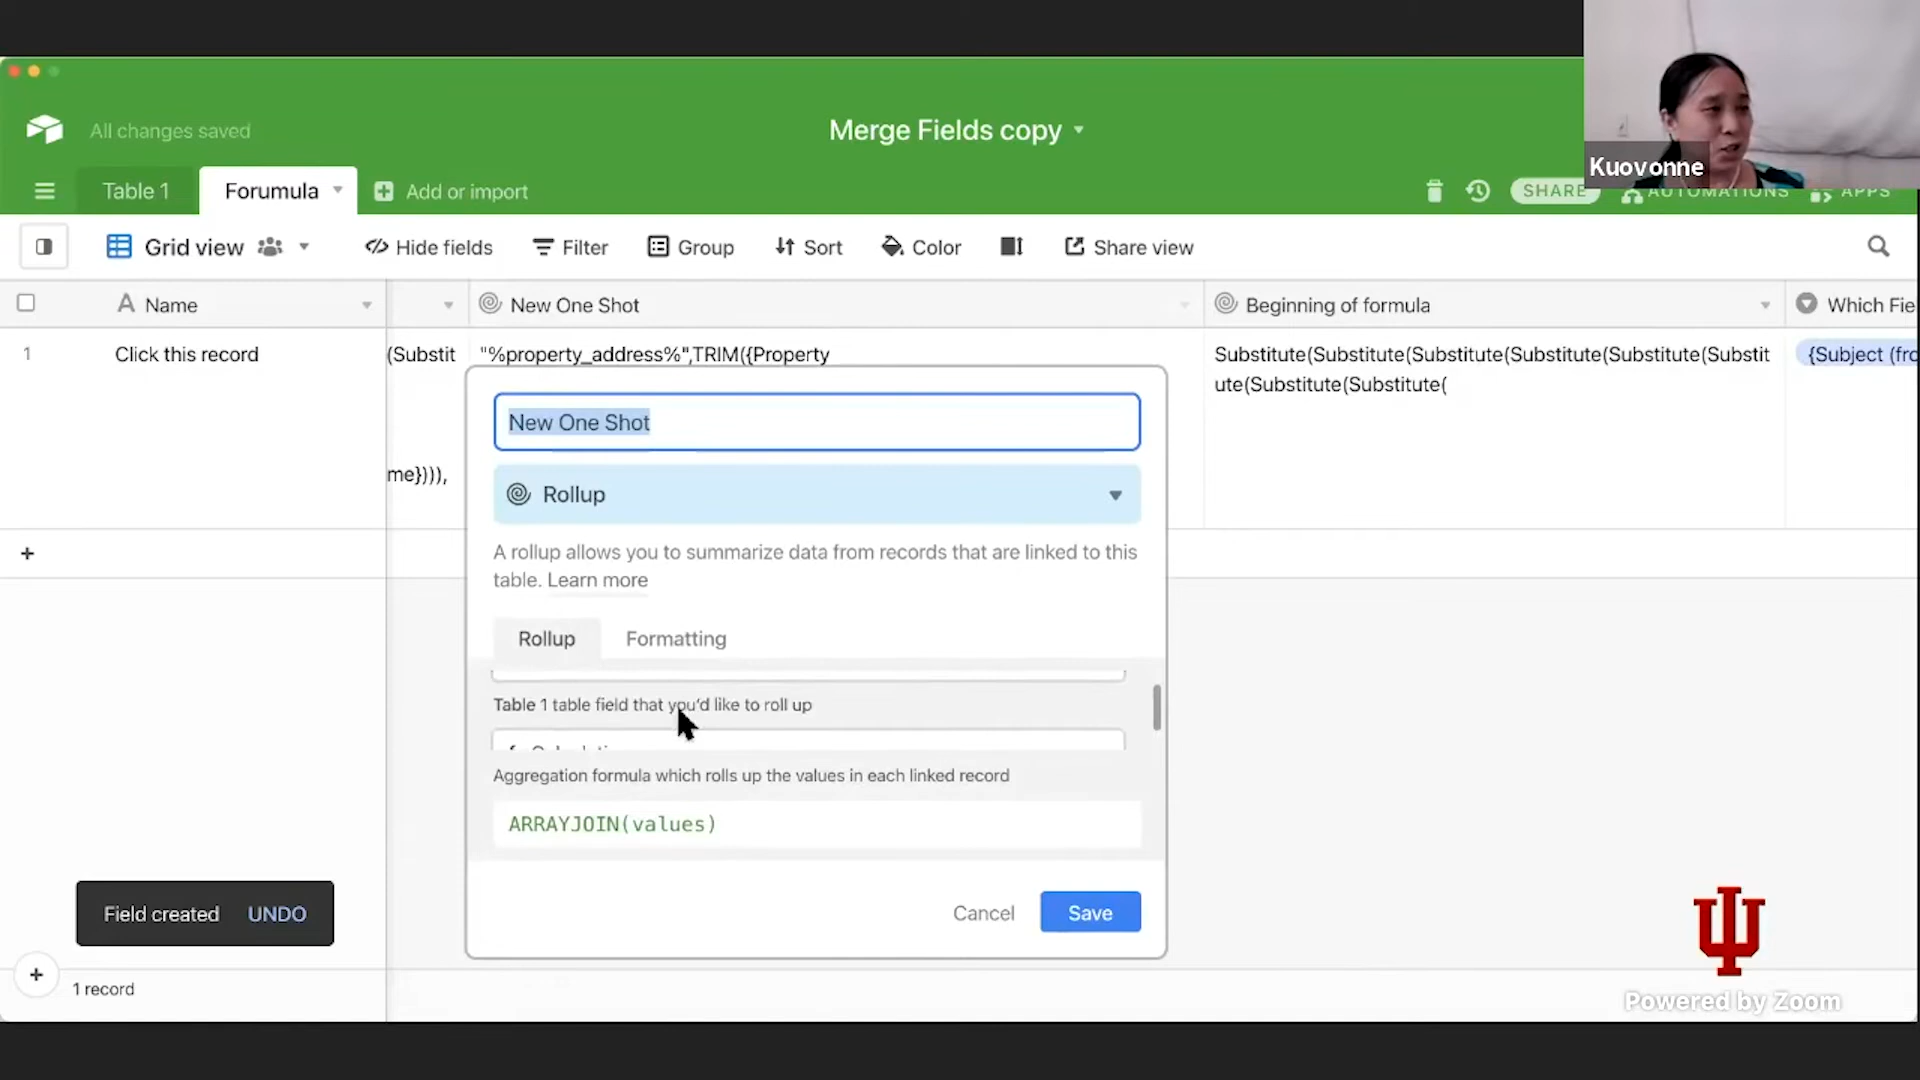 All changes saved
Merge Fields copy
Kuovonne
Table 1
Forumula
Add or import
SHARE
AUTOMATIONS
APPS
Grid view
Hide fields
Filter
Group
Sort
Color
Share view
Name
New One Shot
Beginning of formula
Which Fie
1
Click this record
(Substit
"%property_address%",TRIM({Property
Substitute(Substitute(Substitute(Substitute(Substitute(Substit
ute(Substitute(Substitute(
{Subject (fro
me}))),
New One Shot
Rollup
A rollup allows you to summarize data from records that are linked to this
table. Learn more
Rollup
Formatting
Table 1 table field that you'd like to roll up
Aggregation formula which rolls up the values in each linked record
ARRAYJOIN(values)
Cancel
Save
Field created
UNDO
1 record
Powered by Zoom